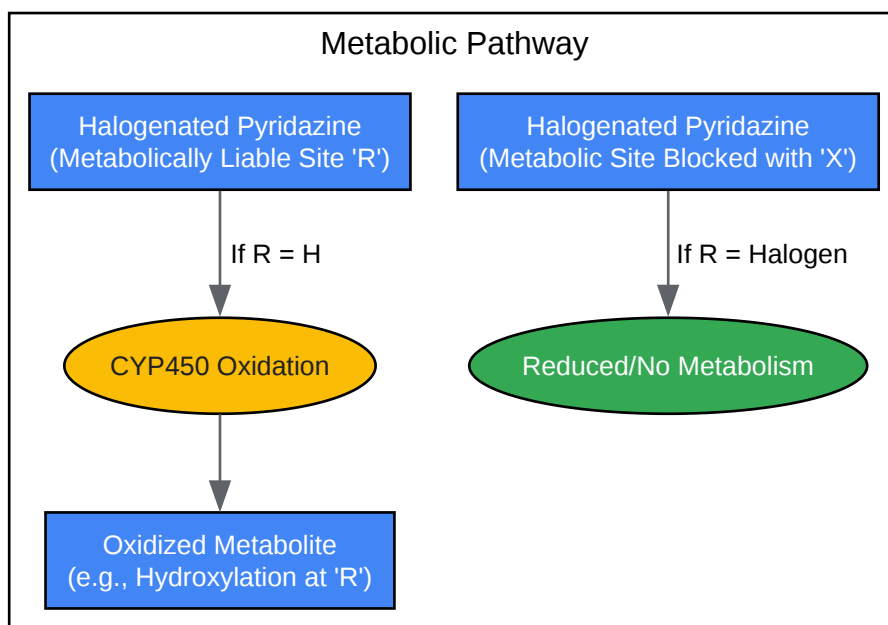 Metabolic Pathway
Halogenated Pyridazine
(Metabolically Liable Site 'R')
If R = H
CYP450 Oxidation
Oxidized Metabolite
(e.g., Hydroxylation at 'R')
Halogenated Pyridazine
(Metabolic Site Blocked with 'X')
If R = Halogen
Reduced/No Metabolism